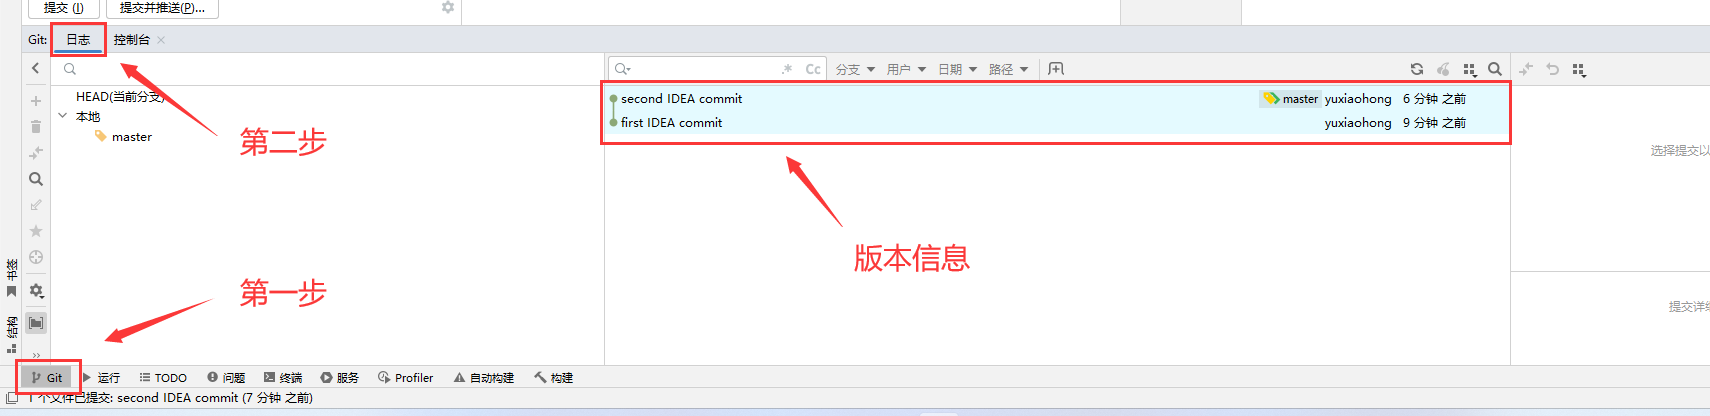 提交 (I) 提交并推送(P)...
Git: 日志 控制台
.* Cc 分支 用户 日期 路径
HEAD(当前分支)
本地
master
second IDEA commit master yuxiaohong 6 分钟 之前
first IDEA commit yuxiaohong 9 分钟 之前
第二步
选择提交以
版本信息
书签
第一步
提交详细
结构
Git 运行 TODO 问题 终端 服务 Profiler 自动构建 构建
1 个文件已提交: second IDEA commit (7 分钟 之前)